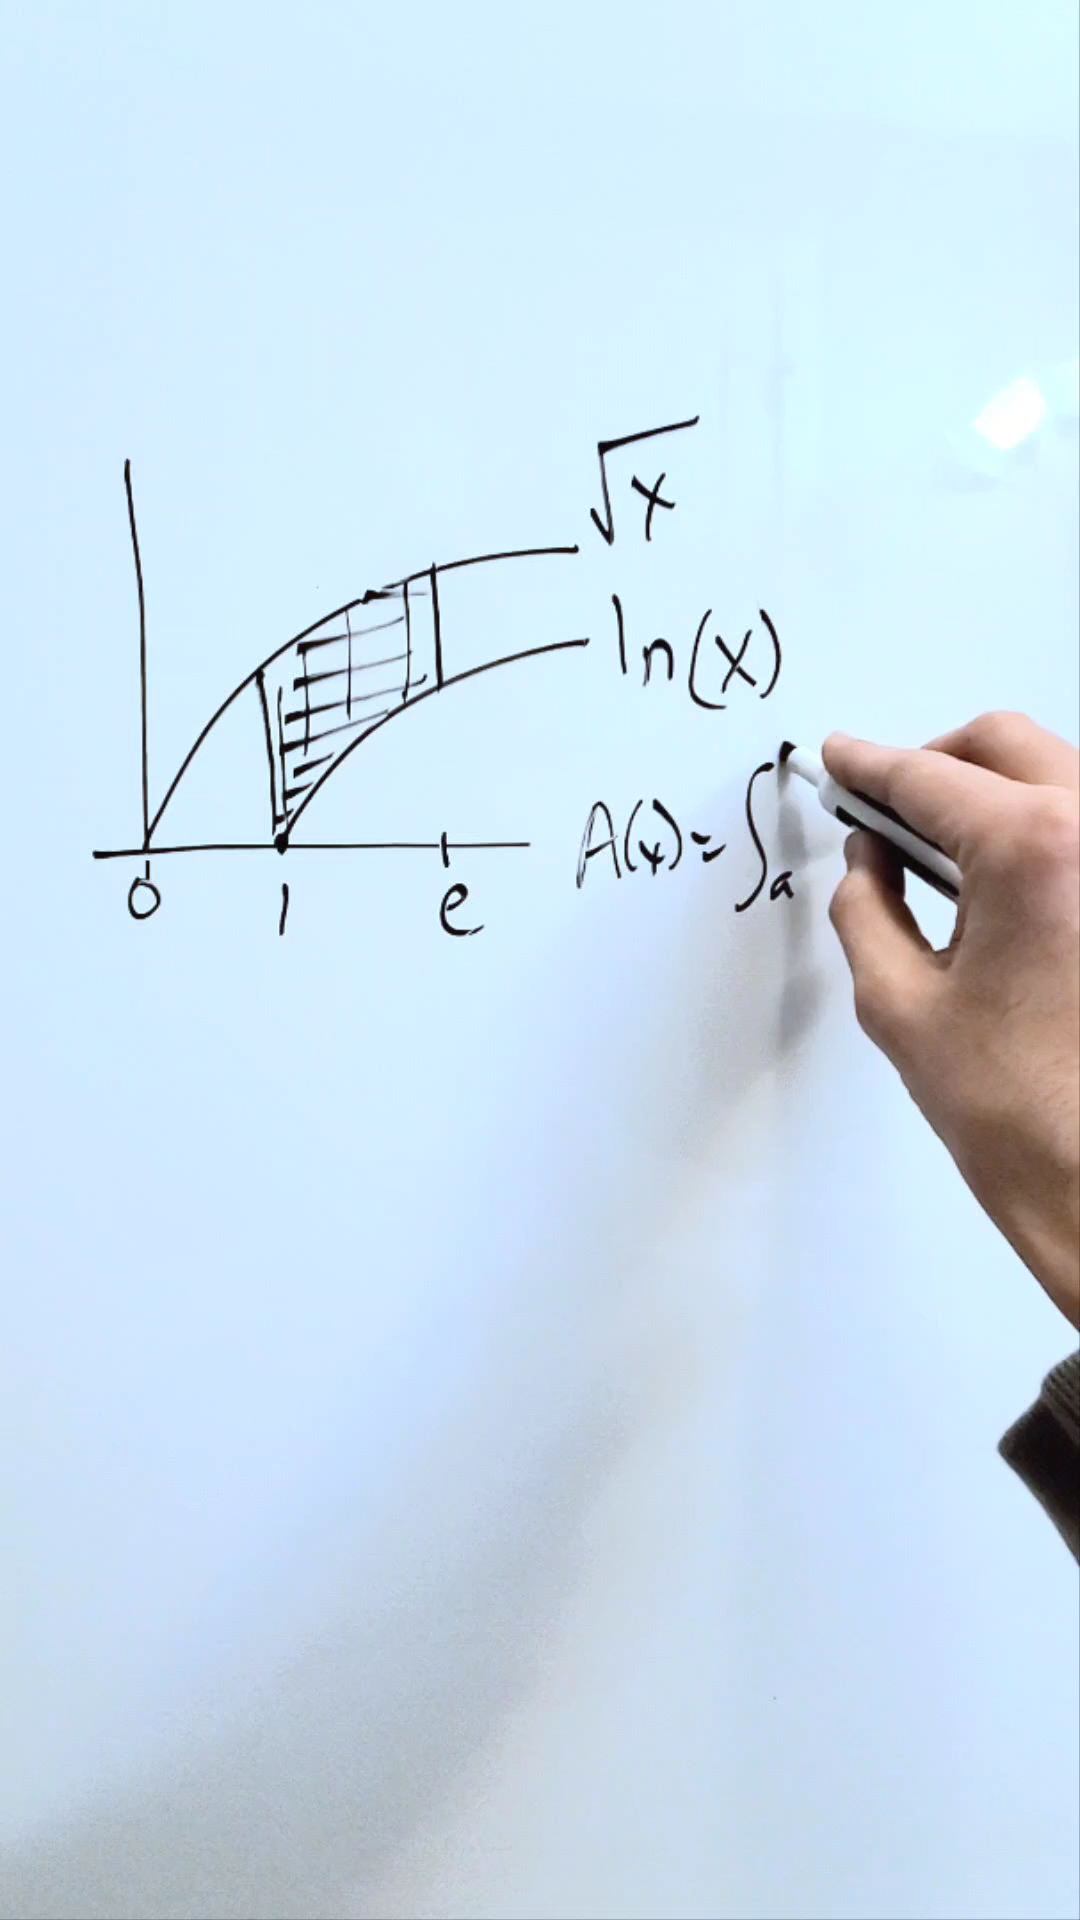 √x
ln(x)
A(x) = ∫a
0 1 e